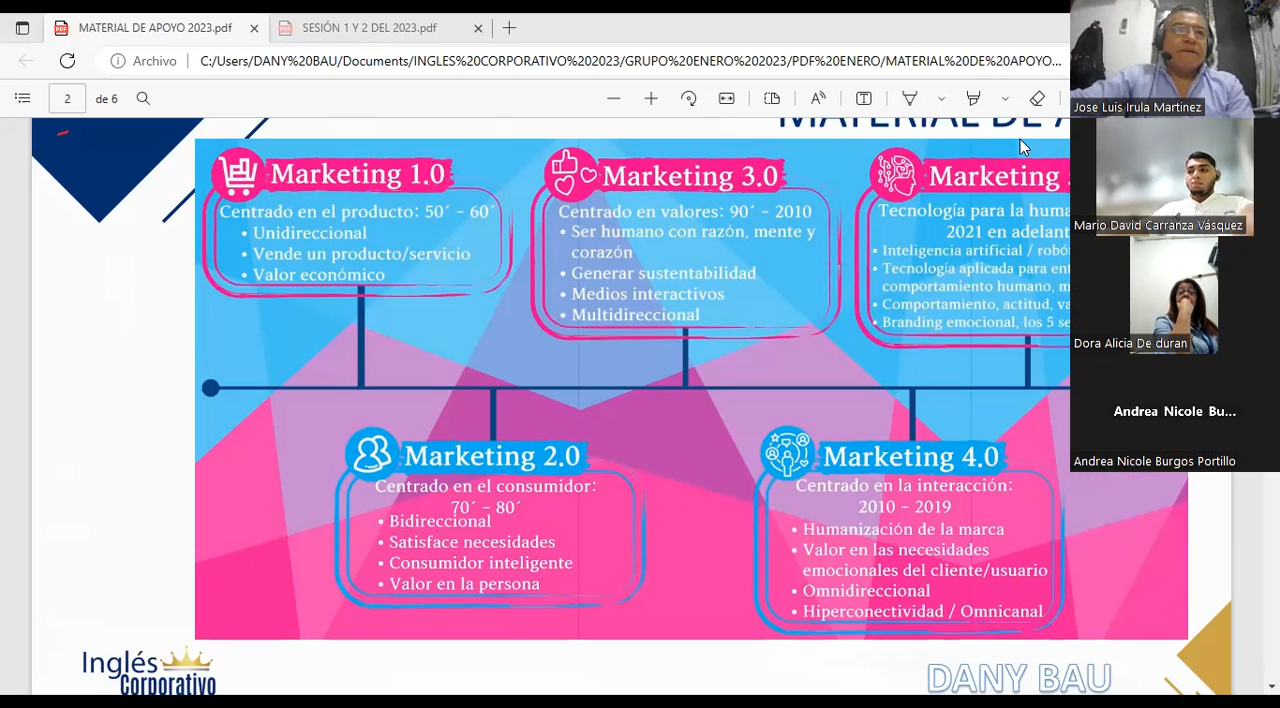 MATERIAL DE APOYO 2023.pdf
SESIÓN 1 Y 2 DEL 2023.pdf
Archivo
C:/Users/DANY%20BAU/Documents/INGLES%20CORPORATIVO%202023/GRUPO%20ENERO%202023/PDF%20ENERO/MATERIAL%20DE%20APOYO...
2 de 6
MATERIAL DE A
Marketing 1.0
Centrado en el producto: 50´ - 60´
• Unidireccional
• Vende un producto/servicio
• Valor económico
Marketing 3.0
Centrado en valores: 90´ - 2010
• Ser humano con razón, mente y
corazón
• Generar sustentabilidad
• Medios interactivos
• Multidireccional
Marketing
Tecnología para la huma
2021 en adelant
• Inteligencia artificial / robó
• Tecnología aplicada para ent
comportamiento humano, m
• Comportamiento, actitud, va
• Branding emocional, los 5 se
Marketing 2.0
Centrado en el consumidor:
70´ - 80´
• Bidireccional
• Satisface necesidades
• Consumidor inteligente
• Valor en la persona
Marketing 4.0
Centrado en la interacción:
2010 - 2019
• Humanización de la marca
• Valor en las necesidades
emocionales del cliente/usuario
• Omnidireccional
• Hiperconectividad / Omnicanal
Inglés
Corporativo
DANY BAU
Jose Luis Irula Martinez
Mario David Carranza Vásquez
Dora Alicia De duran
Andrea Nicole Bu...
Andrea Nicole Burgos Portillo